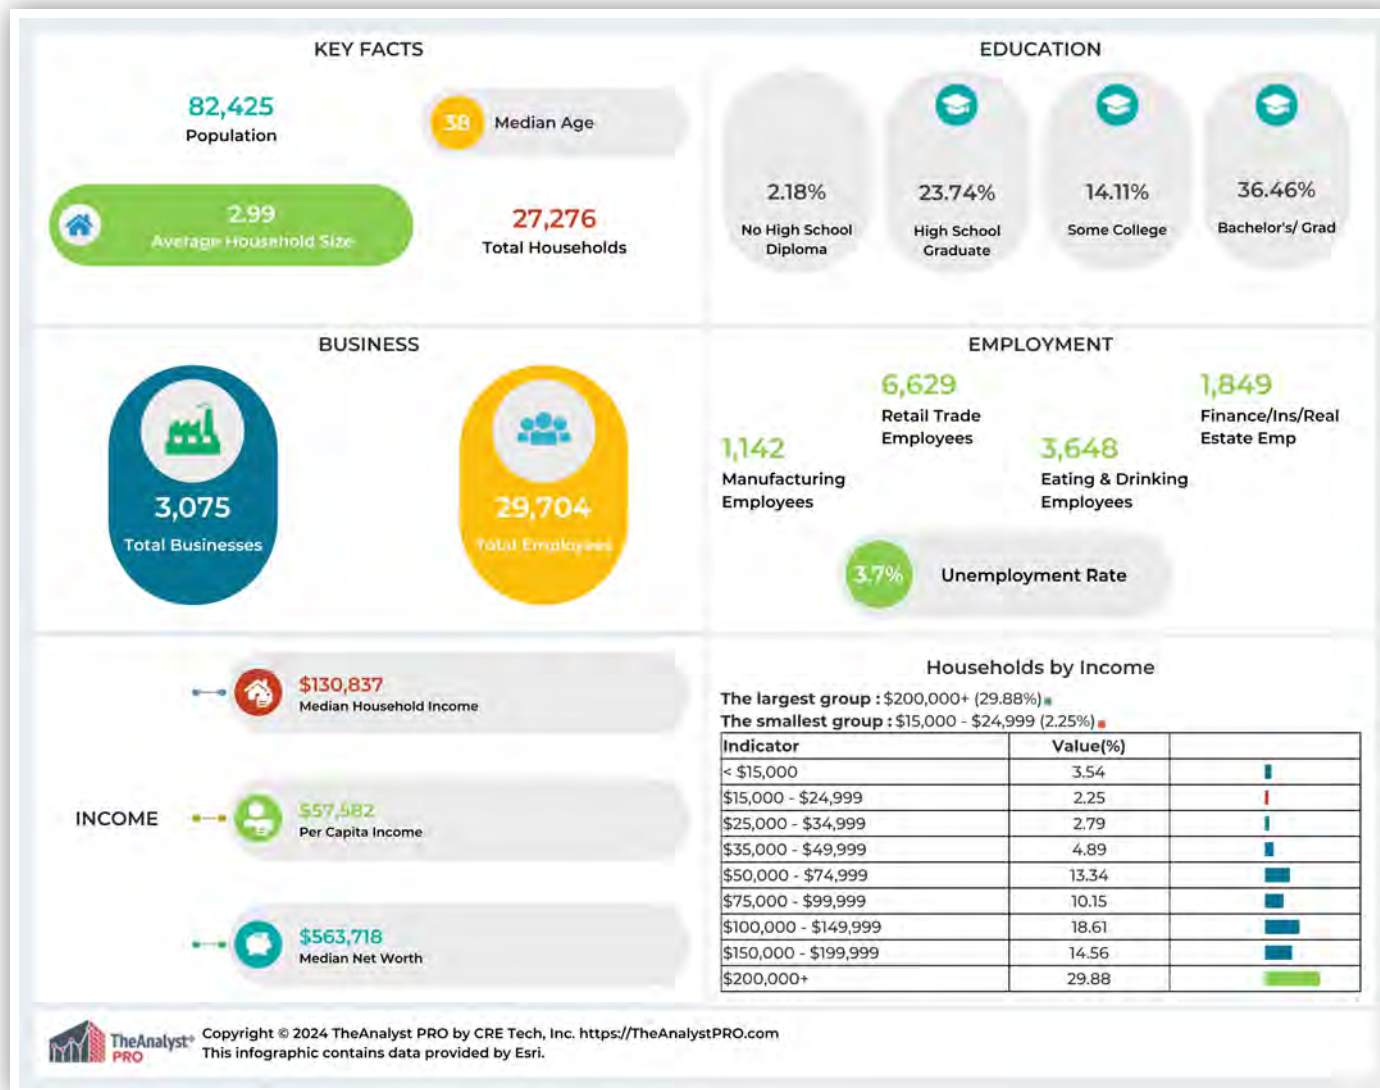 KEY FACTS
82,425
Population
38 Median Age
2.99
Average Household Size
27,276
Total Households
EDUCATION
2.18%
No High School
Diploma
23.74%
High School
Graduate
14.11%
Some College
36.46%
Bachelor's/ Grad
BUSINESS
3,075
Total Businesses
29,704
Total Employees
EMPLOYMENT
1,142
Manufacturing
Employees
6,629
Retail Trade
Employees
3,648
Eating & Drinking
Employees
1,849
Finance/Ins/Real
Estate Emp
3.7% Unemployment Rate
INCOME
$130,837
Median Household Income
$57,582
Per Capita Income
$563,718
Median Net Worth
Households by Income
The largest group : $200,000+ (29.88%)
The smallest group : $15,000 - $24,999 (2.25%)
Indicator Value(%)
< $15,000 3.54
$15,000 - $24,999 2.25
$25,000 - $34,999 2.79
$35,000 - $49,999 4.89
$50,000 - $74,999 13.34
$75,000 - $99,999 10.15
$100,000 - $149,999 18.61
$150,000 - $199,999 14.56
$200,000+ 29.88
TheAnalyst®
PRO
Copyright © 2024 TheAnalyst PRO by CRE Tech, Inc. https://TheAnalystPRO.com
This infographic contains data provided by Esri.